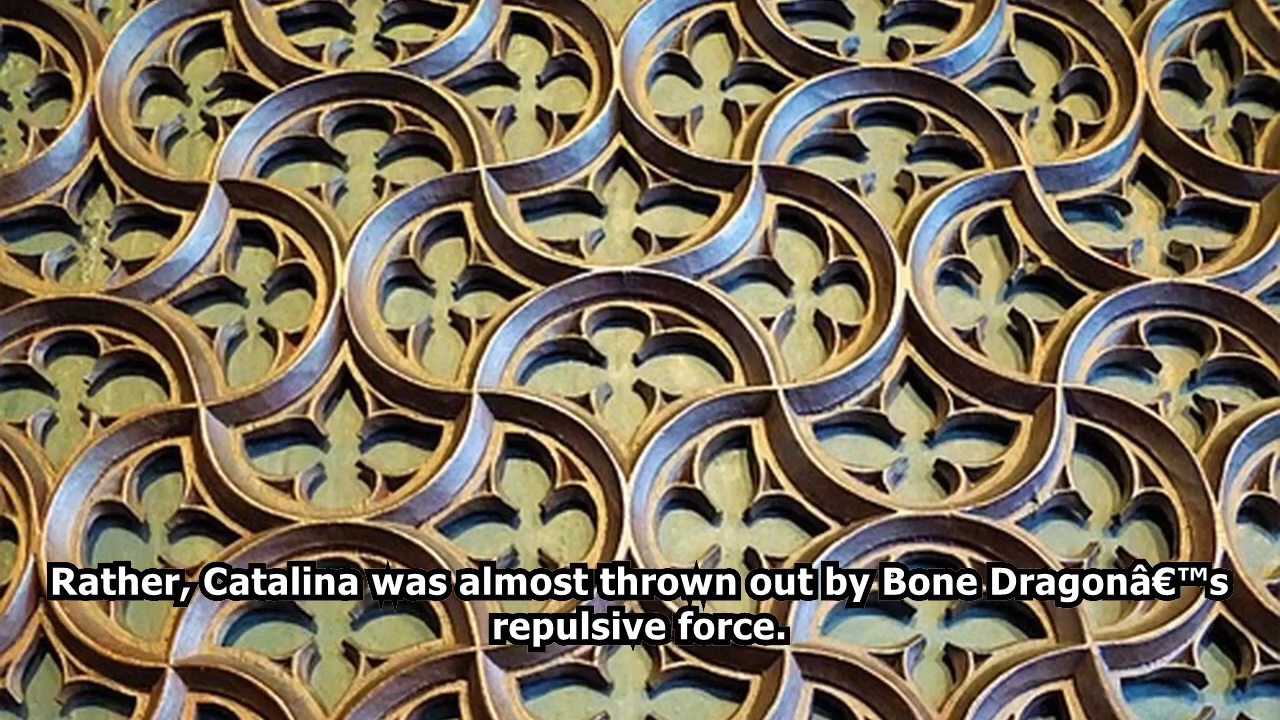 Rather, Catalina was almost thrown out by Bone Dragonâ€™s
repulsive force.